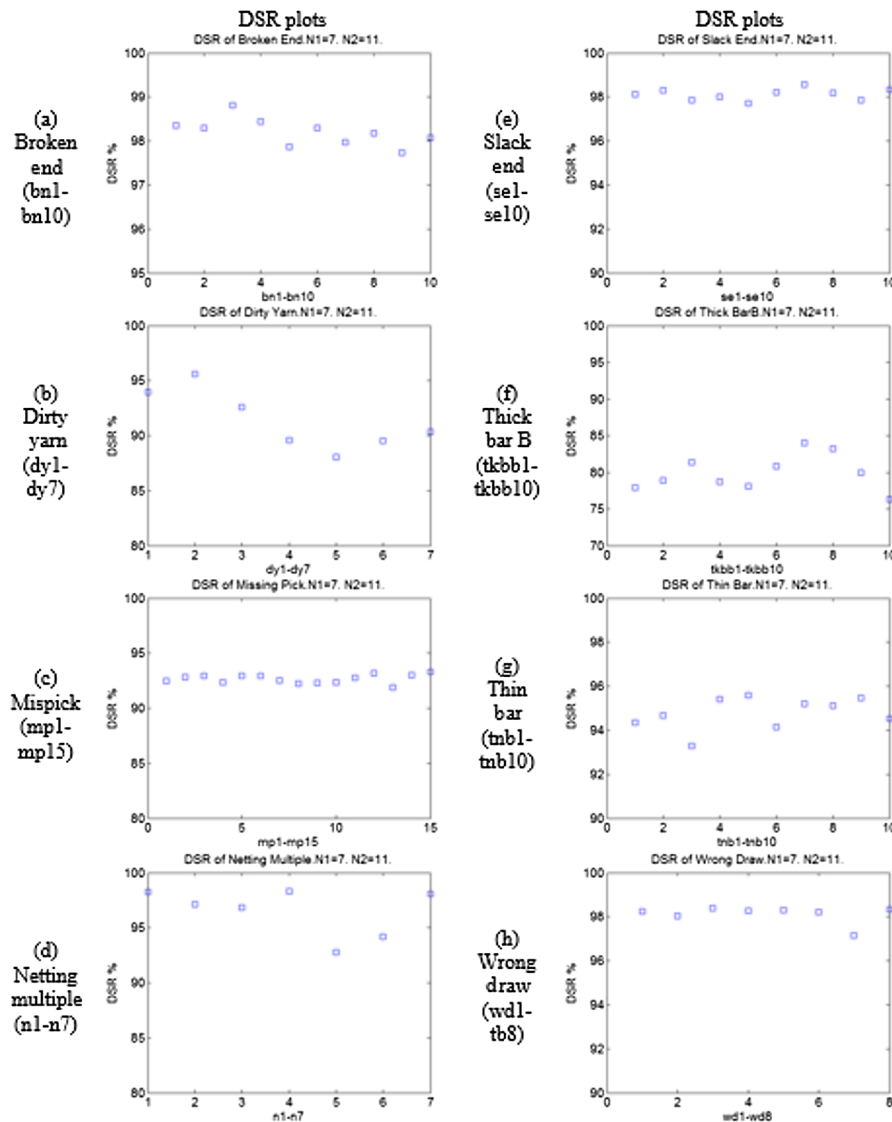 DSR plots
DSR of Broken End.N1=7. N2=11.
(a)
Broken
end
(bn1-
bn10)
DSR %
100
99
98
97
96
95
0 2 4 6 8 10
bn1-bn10
DSR of Dirty Yarn.N1=7. N2=11.
(b)
Dirty
yarn
(dy1-
dy7)
DSR %
100
95
90
85
80
1 2 3 4 5 6 7
dy1-dy7
DSR of Missing Pick.N1=7. N2=11.
(c)
Mispick
(mp1-
mp15)
DSR %
100
95
90
85
80
0 5 10 15
mp1-mp15
DSR of Netting Multiple.N1=7. N2=11.
(d)
Netting
multiple
(n1-n7)
DSR %
100
95
90
85
80
1 2 3 4 5 6 7
n1-n7
DSR plots
DSR of Slack End.N1=7. N2=11.
(e)
Slack
end
(se1-
se10)
DSR %
100
98
96
94
92
90
0 2 4 6 8 10
se1-se10
DSR of Thick BarB.N1=7. N2=11.
(f)
Thick
bar B
(tkbb1-
tkbb10)
DSR %
100
95
90
85
80
75
70
0 2 4 6 8 10
tkbb1-tkbb10
DSR of Thin Bar.N1=7. N2=11.
(g)
Thin
bar
(tnb1-
tnb10)
DSR %
100
98
96
94
92
90
0 2 4 6 8 10
tnb1-tnb10
DSR of Wrong Draw.N1=7. N2=11.
(h)
Wrong
draw
(wd1-
tb8)
DSR %
100
98
96
94
92
90
0 2 4 6 8
wd1-wd8